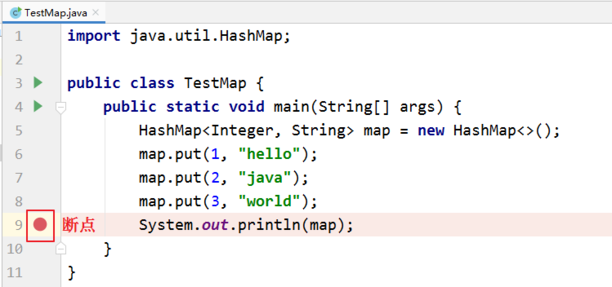 TestMap.java
1 import java.util.HashMap;
2
3 public class TestMap {
4 public static void main(String[] args) {
5 HashMap<Integer, String> map = new HashMap<>();
6 map.put(1, "hello");
7 map.put(2, "java");
8 map.put(3, "world");
9 断点 System.out.println(map);
10 }
11 }